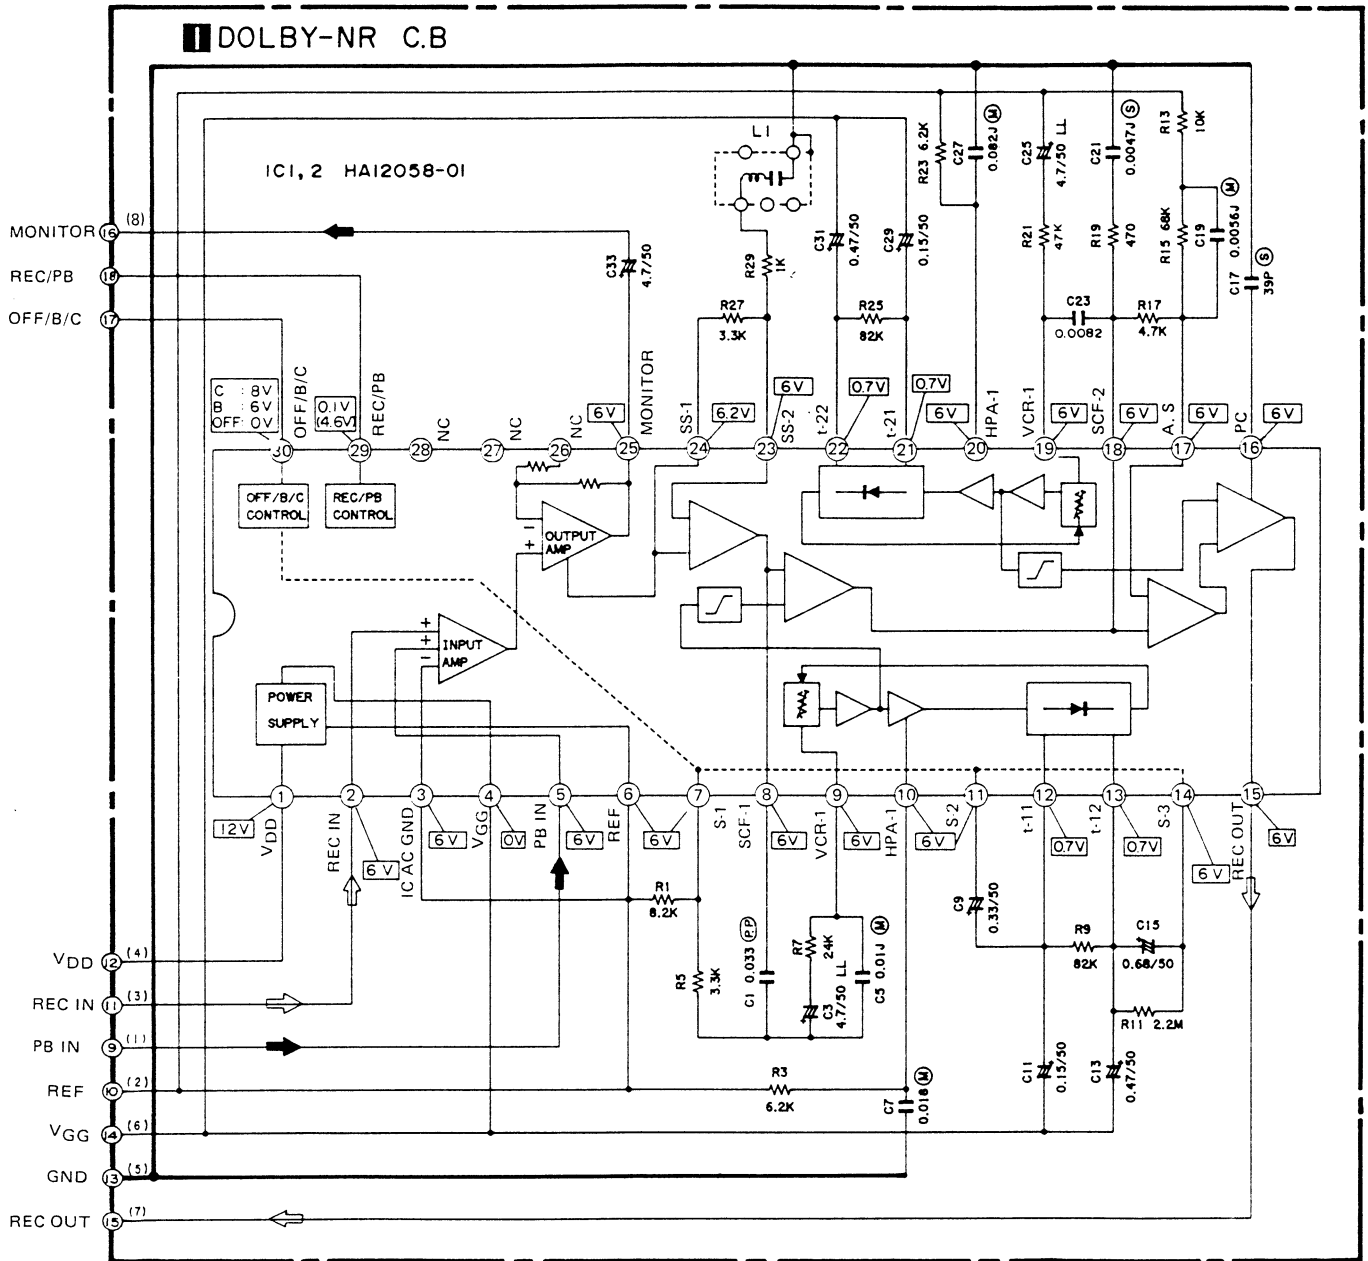 I DOLBY-NR C.B
IC1, 2 HA12058-01
L1
MONITOR 16 (8)
REC/PB 18
OFF/B/C 17
C33 4.7/50
R29 1K
R27
3.3K
C31 0.47/50
C29 0.15/50
R25
82K
R23 6.2K
C27 0.082J M
C25 4.7/50 LL
R21 47K
C21 0.0047J S
R19 470
C23
0.0082
R13 10K
R15 68K
C19 0.0056J M
R17
4.7K
C17 39P S
C : 8V
B : 6V
OFF: 0V
OFF/B/C
0.1V
(4.6V)
REC/PB
NC
NC
NC
6V
MONITOR
SS-1
6.2V
6V
SS-2
t-22
0.7V
t-21
0.7V
6V
HPA-1
VCR-1
6V
SCF-2
6V
A.S
6V
PC
6V
30 29 28 27 26 25 24 23 22 21 20 19 18 17 16
OFF/B/C
CONTROL
REC/PB
CONTROL
−
+
OUTPUT
AMP
+
+
−
INPUT
AMP
POWER
SUPPLY
1 2 3 4 5 6 7 8 9 10 11 12 13 14 15
12V
VDD
REC IN
6V
IC AC GND
6V
VGG
0V
PB IN
6V
REF
6V
S-1
SCF-1
6V
VCR-1
6V
HPA-1
6V
S-2
t-11
0.7V
t-12
0.7V
S-3
6V
REC OUT
6V
R1
8.2K
R5 3.3K
C1 0.033 P.P
R7 24K
C3 4.7/50 LL
C5 0.01J M
C9 0.33/50
R9
82K
C15
0.68/50
R11 2.2M
C11 0.15/50
C13 0.47/50
R3
6.2K
C7 0.018 M
VDD 12 (4)
REC IN 11 (3)
PB IN 9 (1)
REF 10 (2)
VGG 14 (6)
GND 13 (5)
REC OUT 15 (7)